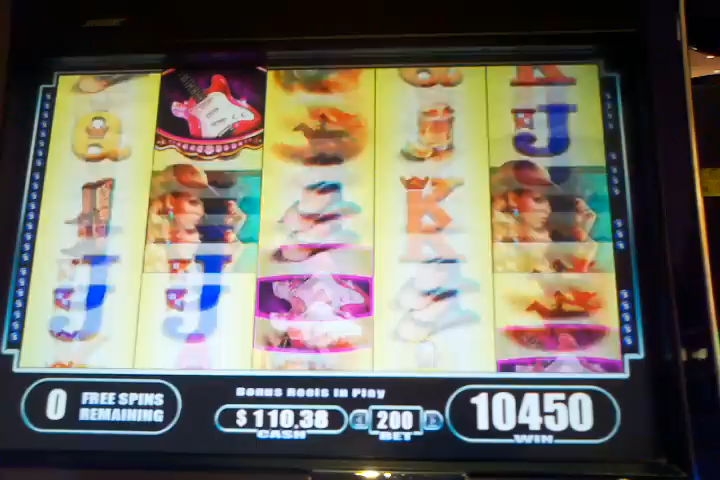 K
Q
J
K
J
J
0 FREE SPINS
REMAINING
Bonus Reels In Play
$ 110.38
CASH
200
BET
10450
WIN